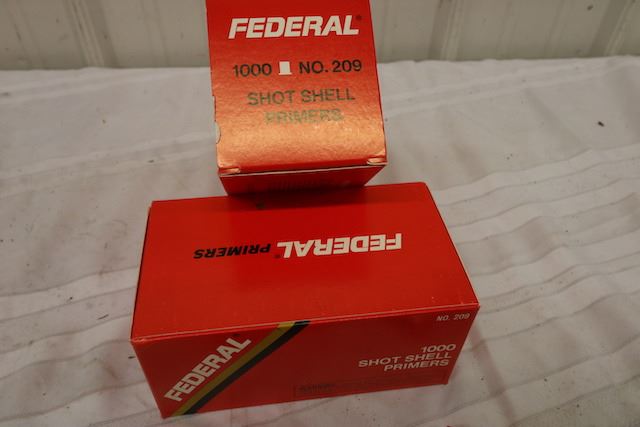 FEDERAL®
1000 NO. 209
SHOT SHELL
PRIMERS
FEDERAL® PRIMERS
NO. 209
FEDERAL
1000
SHOT SHELL
PRIMERS